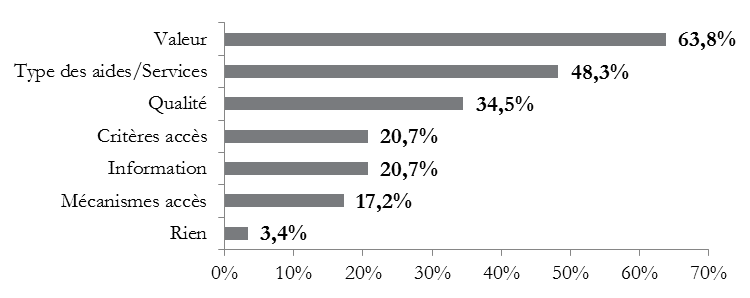 Valeur 63,8%
Type des aides/Services 48,3%
Qualité 34,5%
Critères accès 20,7%
Information 20,7%
Mécanismes accès 17,2%
Rien 3,4%
0% 10% 20% 30% 40% 50% 60% 70%